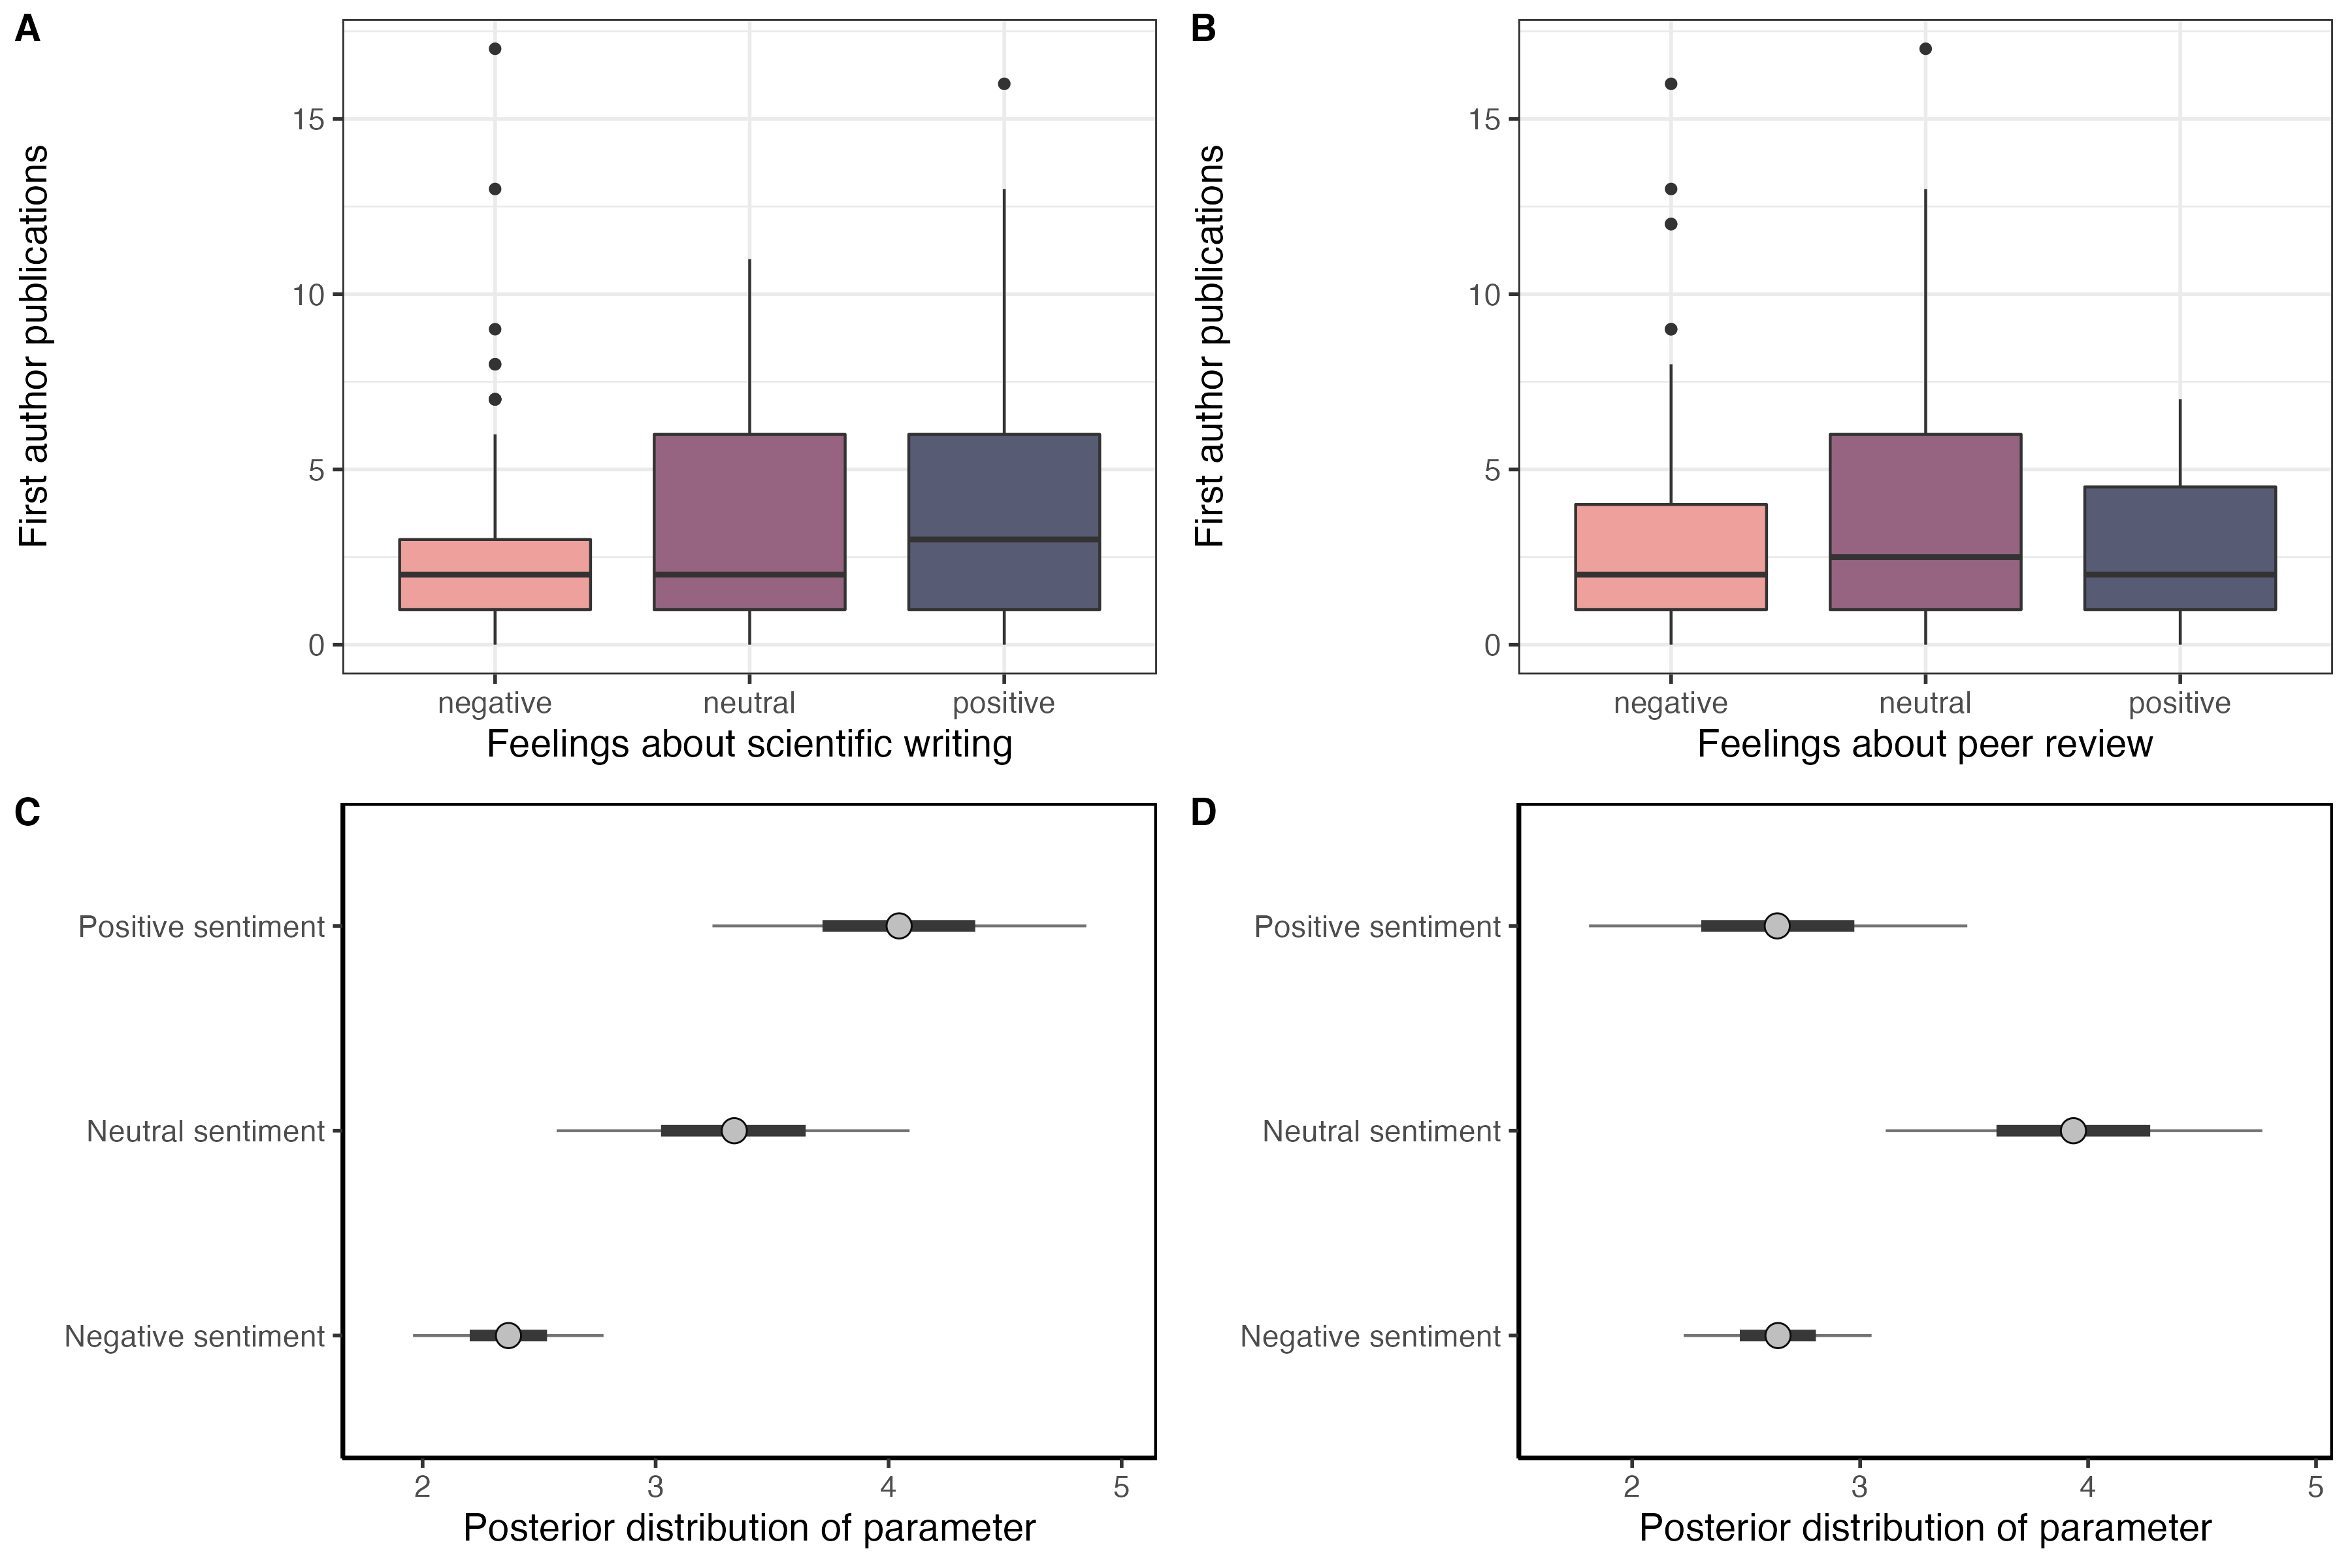 A
First author publications
15
10
5
0
negative
neutral
positive
Feelings about scientific writing
B
First author publications
15
10
5
0
negative
neutral
positive
Feelings about peer review
C
Positive sentiment
Neutral sentiment
Negative sentiment
2
3
4
5
Posterior distribution of parameter
D
Positive sentiment
Neutral sentiment
Negative sentiment
2
3
4
5
Posterior distribution of parameter